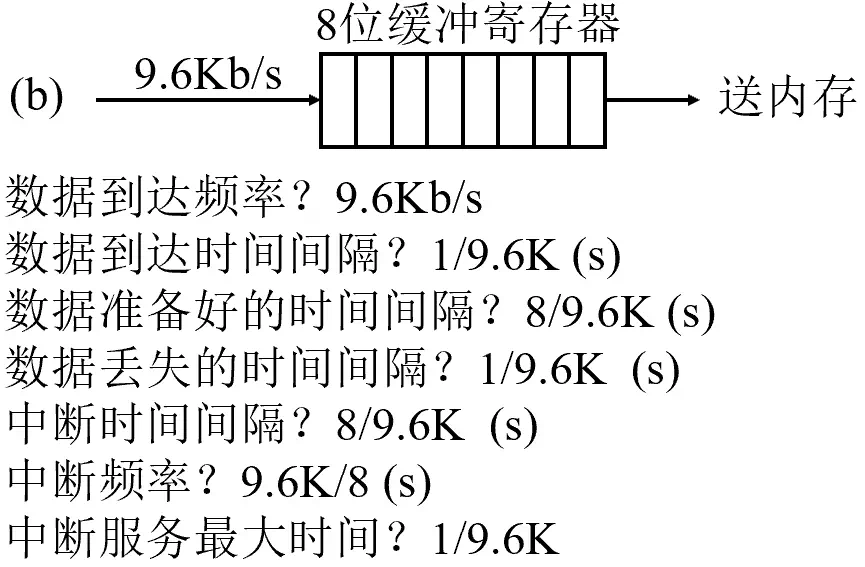 8位缓冲寄存器
(b) 9.6Kb/s 送内存
数据到达频率？9.6Kb/s
数据到达时间间隔？1/9.6K (s)
数据准备好的时间间隔？8/9.6K (s)
数据丢失的时间间隔？1/9.6K (s)
中断时间间隔？8/9.6K (s)
中断频率？9.6K/8 (s)
中断服务最大时间？1/9.6K